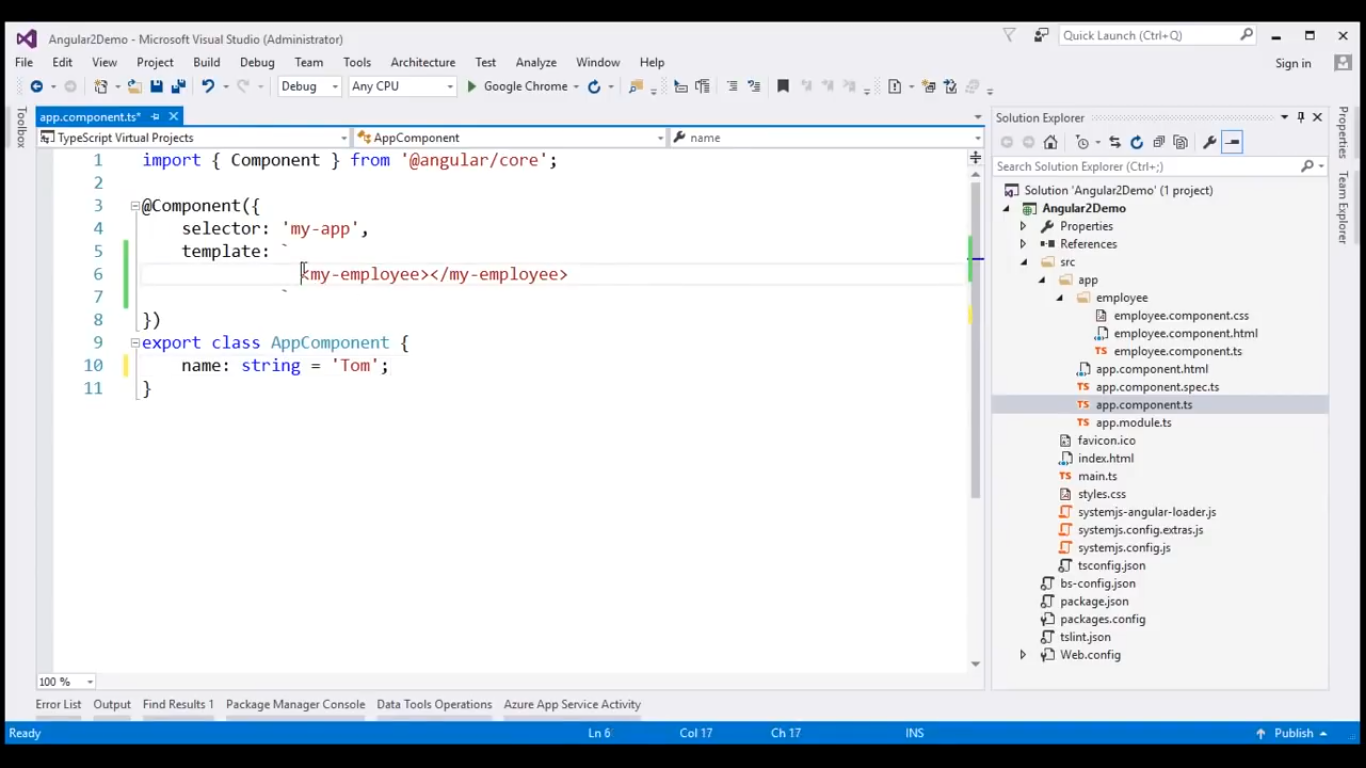 Angular2Demo - Microsoft Visual Studio (Administrator)
Quick Launch (Ctrl+Q)
File Edit View Project Build Debug Team Tools Architecture Test Analyze Window Help
Sign in
Debug Any CPU Google Chrome
Toolbox
app.component.ts*
TypeScript Virtual Projects AppComponent name
1 import { Component } from '@angular/core';
2
3 @Component({
4 selector: 'my-app',
5 template: `
6 <my-employee></my-employee>
7 `
8 })
9 export class AppComponent {
10 name: string = 'Tom';
11 }
100 %
Solution Explorer
Search Solution Explorer (Ctrl+;)
Solution 'Angular2Demo' (1 project)
Angular2Demo
Properties
References
src
app
employee
employee.component.css
employee.component.html
employee.component.ts
app.component.html
app.component.spec.ts
app.component.ts
app.module.ts
favicon.ico
index.html
main.ts
styles.css
systemjs-angular-loader.js
systemjs.config.extras.js
systemjs.config.js
tsconfig.json
bs-config.json
package.json
packages.config
tslint.json
Web.config
Properties
Team Explorer
Error List Output Find Results 1 Package Manager Console Data Tools Operations Azure App Service Activity
Ready Ln 6 Col 17 Ch 17 INS Publish